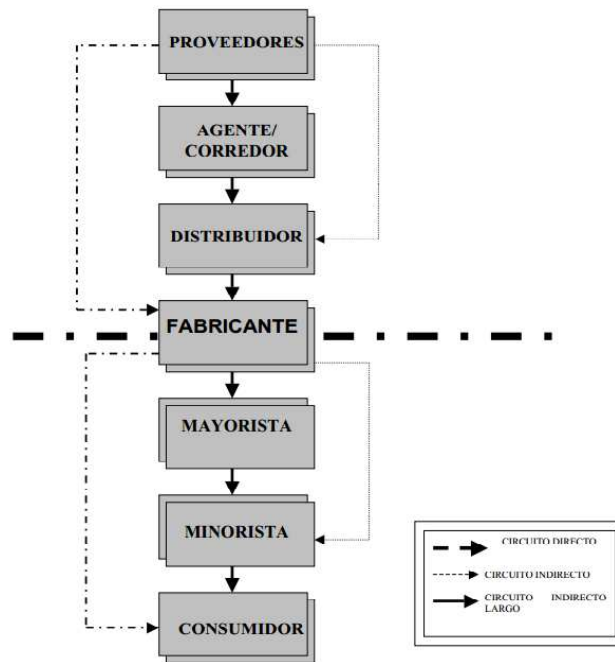 PROVEEDORES
AGENTE/
CORREDOR
DISTRIBUIDOR
FABRICANTE
MAYORISTA
MINORISTA
CONSUMIDOR
CIRCUITO DIRECTO
CIRCUITO INDIRECTO
CIRCUITO INDIRECTO
LARGO